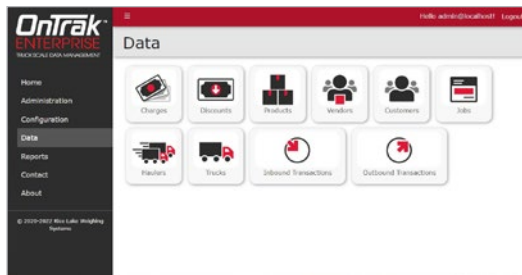 OnTrak
ENTERPRISE
TRUCK SCALE DATA MANAGEMENT
Hello admin@localhost! Logout
Data
Home
Administration
Configuration
Data
Reports
Contact
About
© 2020-2022 Rice Lake Weighing
Systems
Charges
Discounts
Products
Vendors
Customers
Jobs
Haulers
Trucks
Inbound Transactions
Outbound Transactions